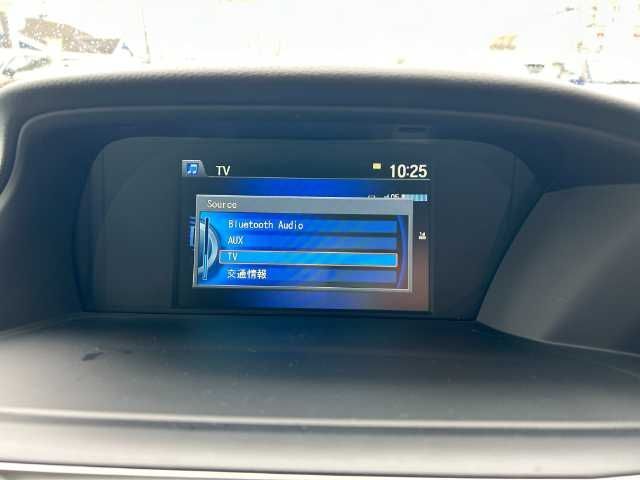 TV
10:25
Source
Bluetooth Audio
AUX
TV
交通情報